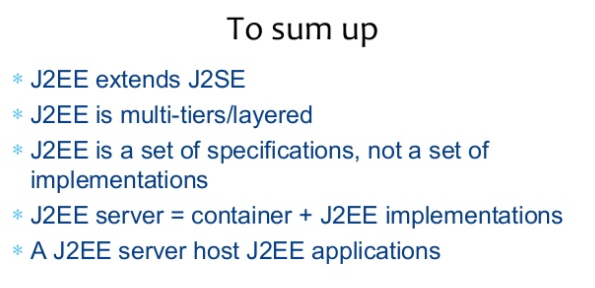 To sum up
* J2EE extends J2SE
* J2EE is multi-tiers/layered
* J2EE is a set of specifications, not a set of
implementations
* J2EE server = container + J2EE implementations
* A J2EE server host J2EE applications